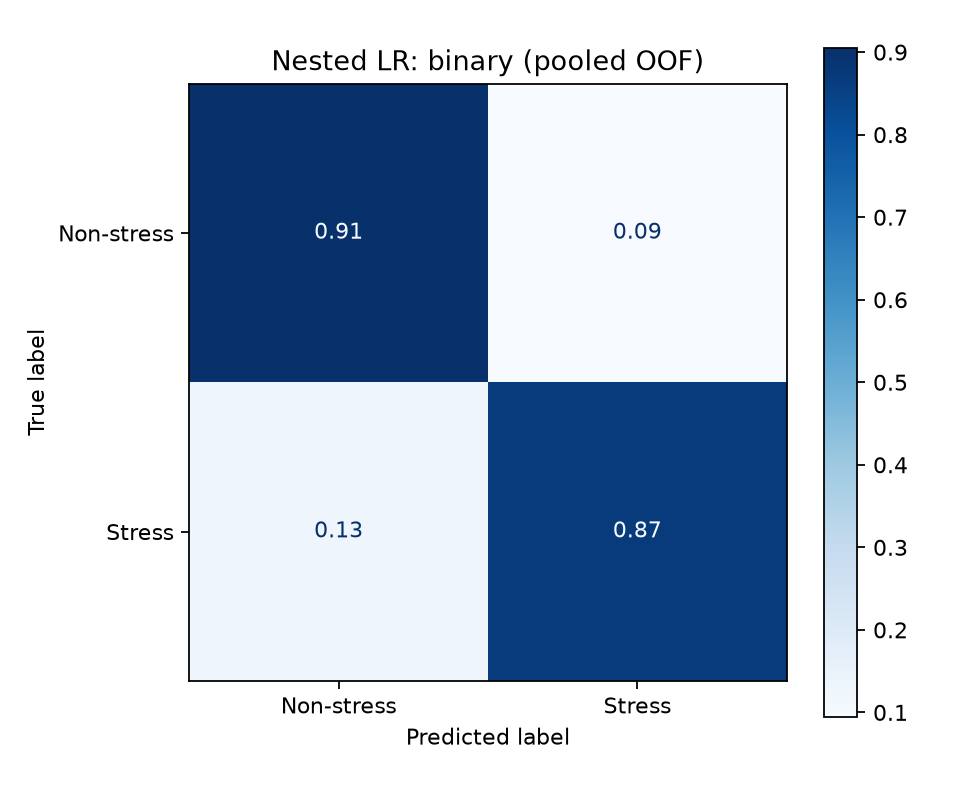 Nested LR: binary (pooled OOF)
True label
Non-stress
0.91
0.09
Stress
0.13
0.87
Non-stress
Stress
Predicted label
0.9
0.8
0.7
0.6
0.5
0.4
0.3
0.2
0.1